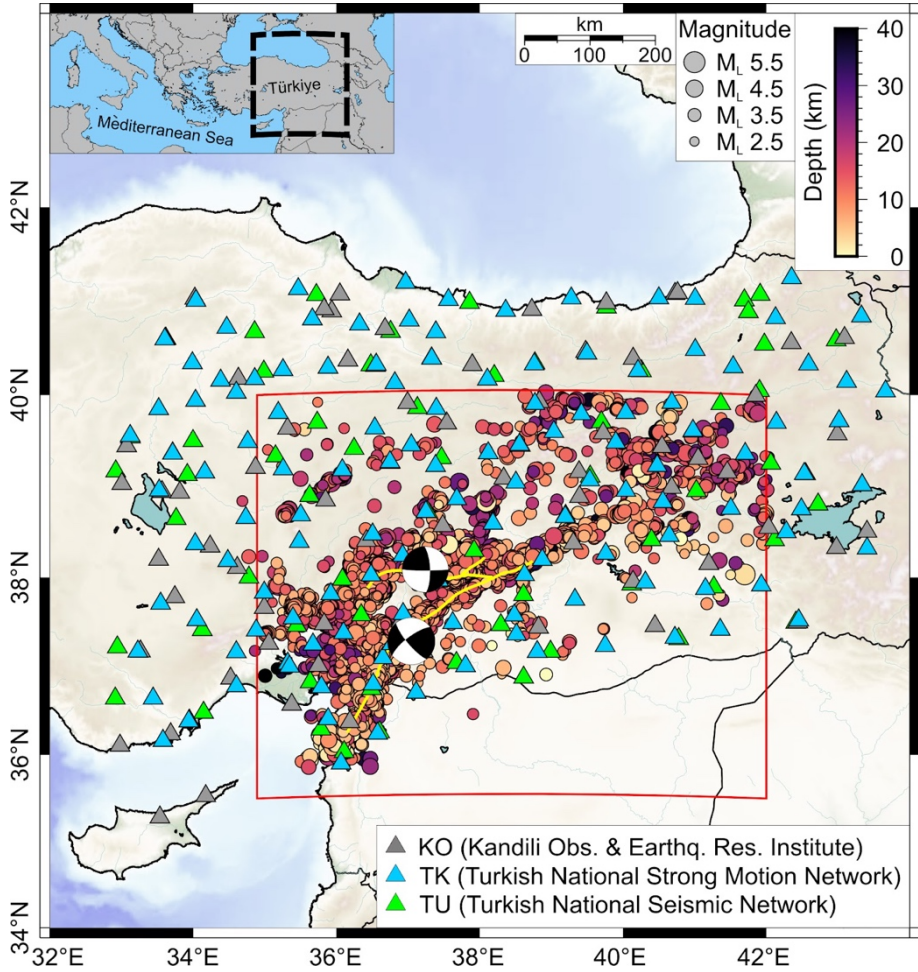 Türkiye
Mediterranean Sea
km
0 100 200
Magnitude
M_L 5.5
M_L 4.5
M_L 3.5
M_L 2.5
Depth (km)
40
30
20
10
0
42°N
40°N
38°N
36°N
34°N
KO (Kandili Obs. & Earthq. Res. Institute)
TK (Turkish National Strong Motion Network)
TU (Turkish National Seismic Network)
32°E 34°E 36°E 38°E 40°E 42°E